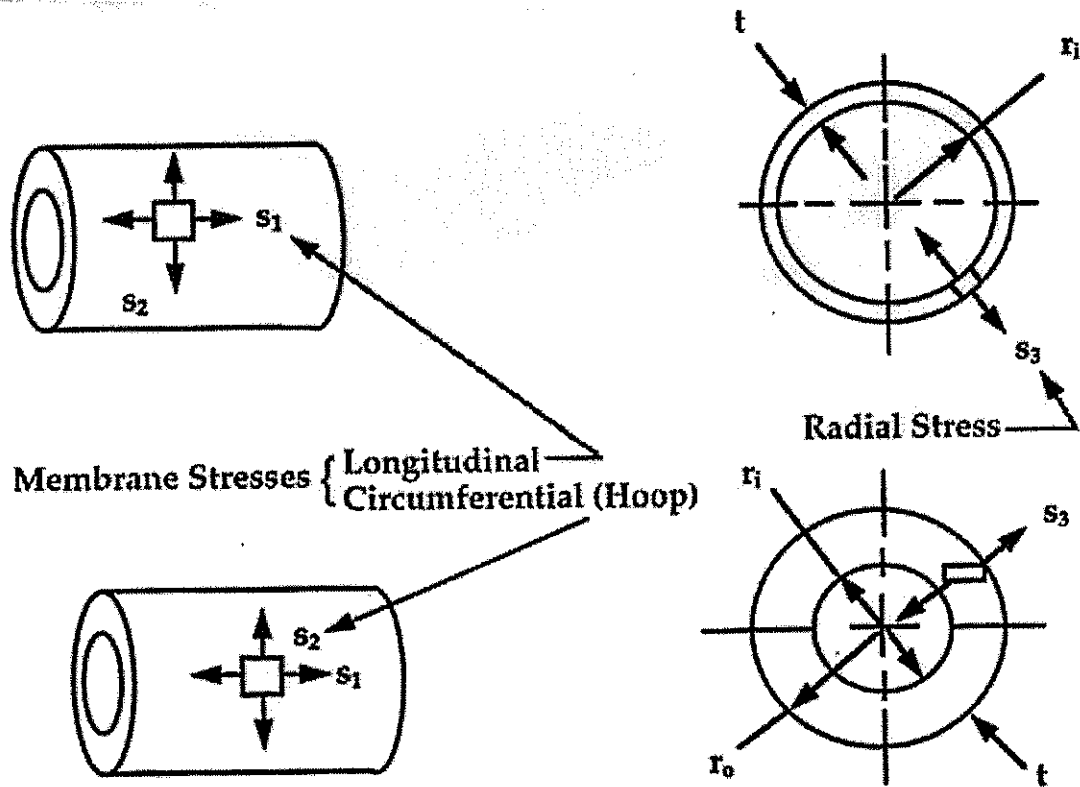 t
rᵢ
s₁
s₂
s₃
Radial Stress
Membrane Stresses { Longitudinal
Circumferential (Hoop)
rᵢ
s₃
s₂
s₁
rₒ
t